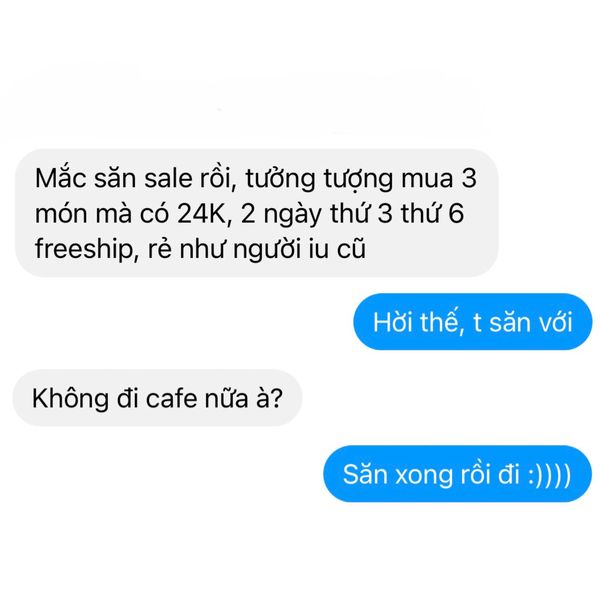 Mắc săn sale rồi, tưởng tượng mua 3
món mà có 24K, 2 ngày thứ 3 thứ 6
freeship, rẻ như người iu cũ
Hời thế, t săn với
Không đi cafe nữa à?
Săn xong rồi đi :))))